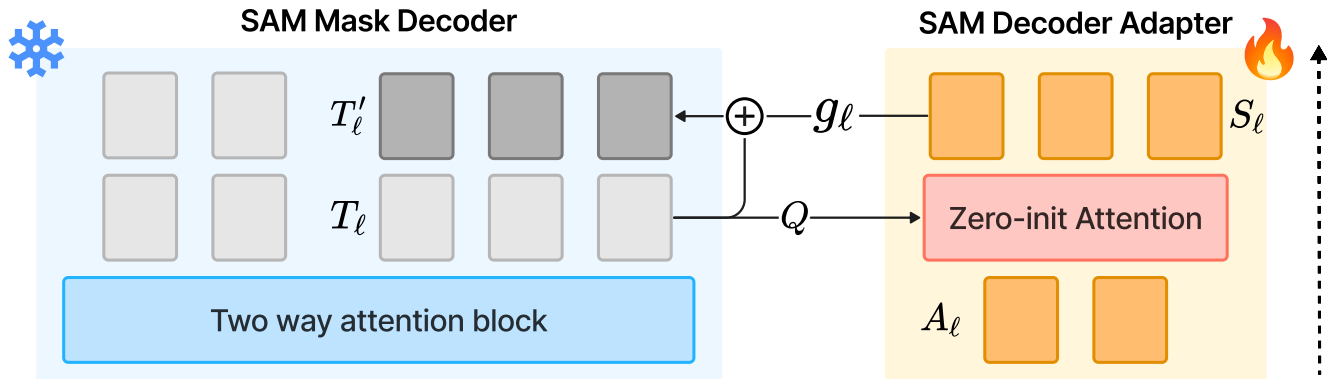 SAM Mask Decoder
SAM Decoder Adapter
T′ℓ
gℓ
Sℓ
Tℓ
Q
Zero-init Attention
Two way attention block
Aℓ